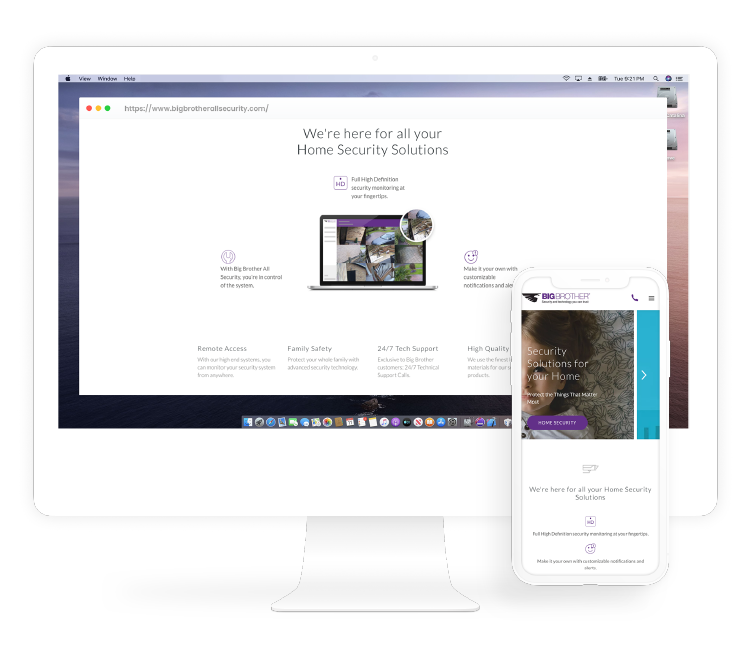 View Window Help
Tue 9:21 PM
https://www.bigbrotherallsecurity.com/
We're here for all your
Home Security Solutions
HD
Full High Definition
security monitoring at
your fingertips.
With Big Brother All
Security, you're in control
of the system.
Make it your own with
customizable
notifications and
Remote Access
With our high end systems, you
can monitor your security system
from anywhere.
Family Safety
Protect your whole family with
advanced security technology.
24/7 Tech Support
Exclusive to Big Brother
customers: 24/7 Technical
Support Calls.
High Quality
We use the finest
materials for our
products.
BIGBROTHER
Security and technology you can trust
Security
Solutions for
your Home
Protect the Things That Matter
Most
HOME SECURITY
We're here for all your Home Security
Solutions
HD
Full High Definition security monitoring at your fingertips.
Make it your own with customizable notifications and
alerts.